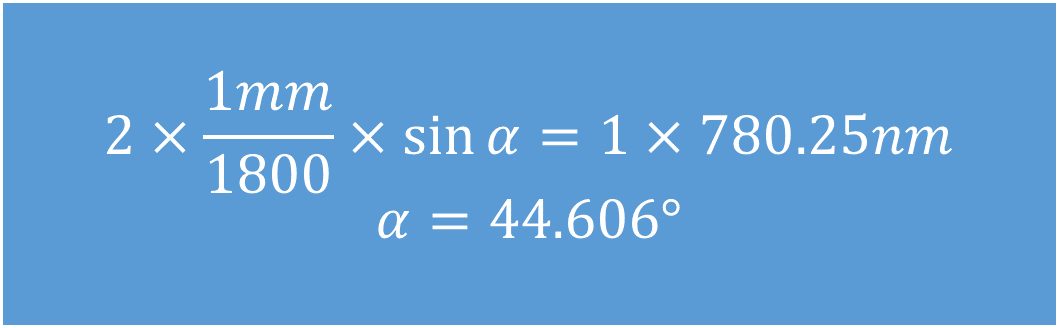 2 × 1mm/1800 × sin α = 1 × 780.25nm
α = 44.606°